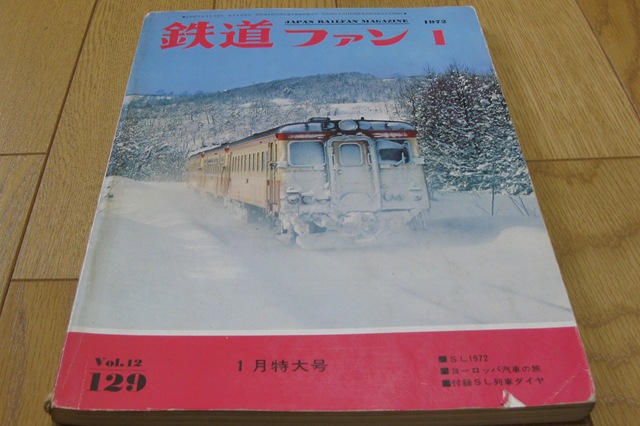 JAPAN RAILFAN MAGAZINE 1972
鉄道ファン 1
Vol.12
129
1月特大号
■SL1972
■ヨーロッパ汽車の旅
■付録SL列車ダイヤ